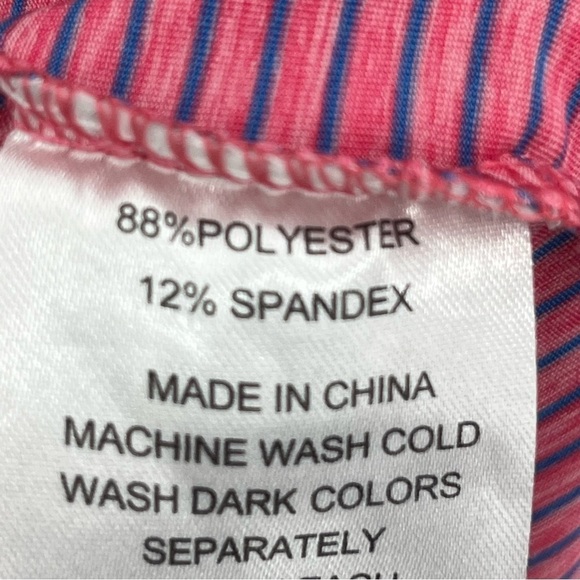 88%POLYESTER
12% SPANDEX
MADE IN CHINA
MACHINE WASH COLD
WASH DARK COLORS
SEPARATELY